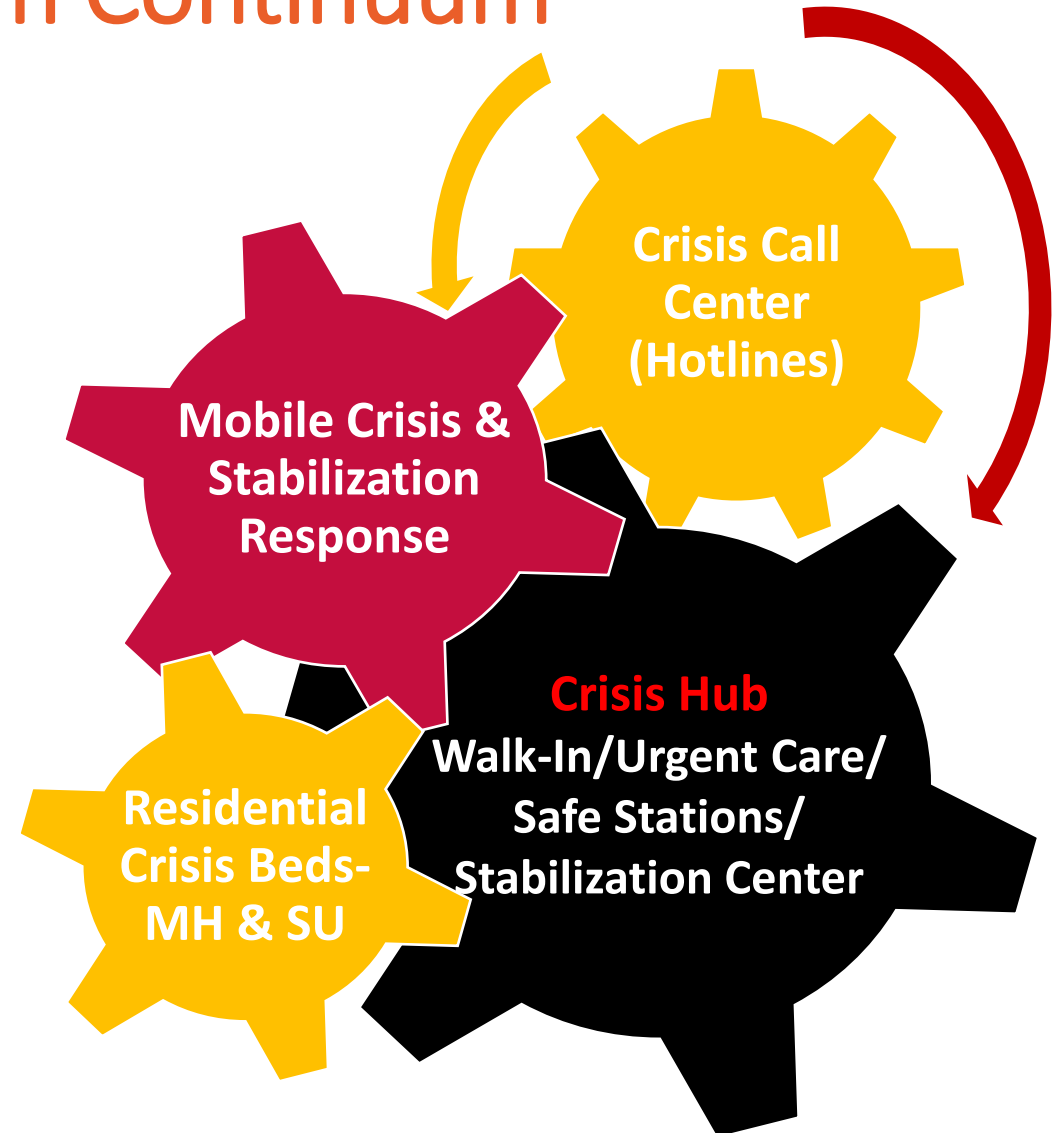 Continuum
Crisis Call
Center
(Hotlines)
Mobile Crisis &
Stabilization
Response
Crisis Hub
Walk-In/Urgent Care/
Safe Stations/
Stabilization Center
Residential
Crisis Beds-
MH & SU